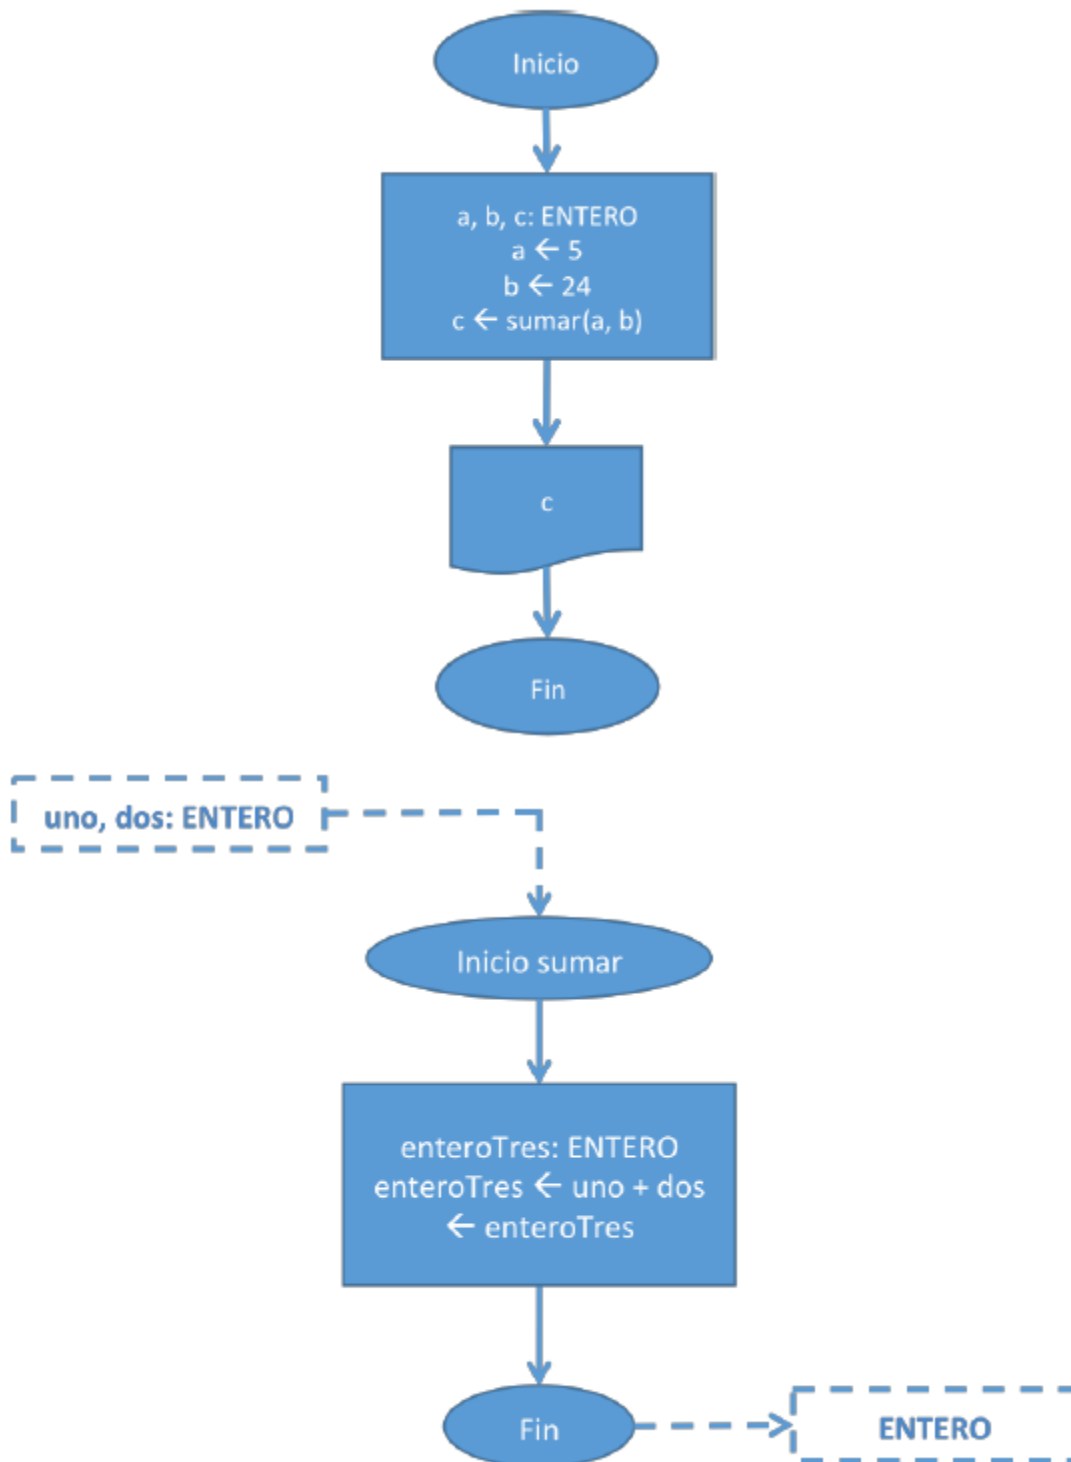 Inicio
a, b, c: ENTERO
a ← 5
b ← 24
c ← sumar(a, b)
c
Fin
uno, dos: ENTERO
Inicio sumar
enteroTres: ENTERO
enteroTres ← uno + dos
← enteroTres
Fin
ENTERO